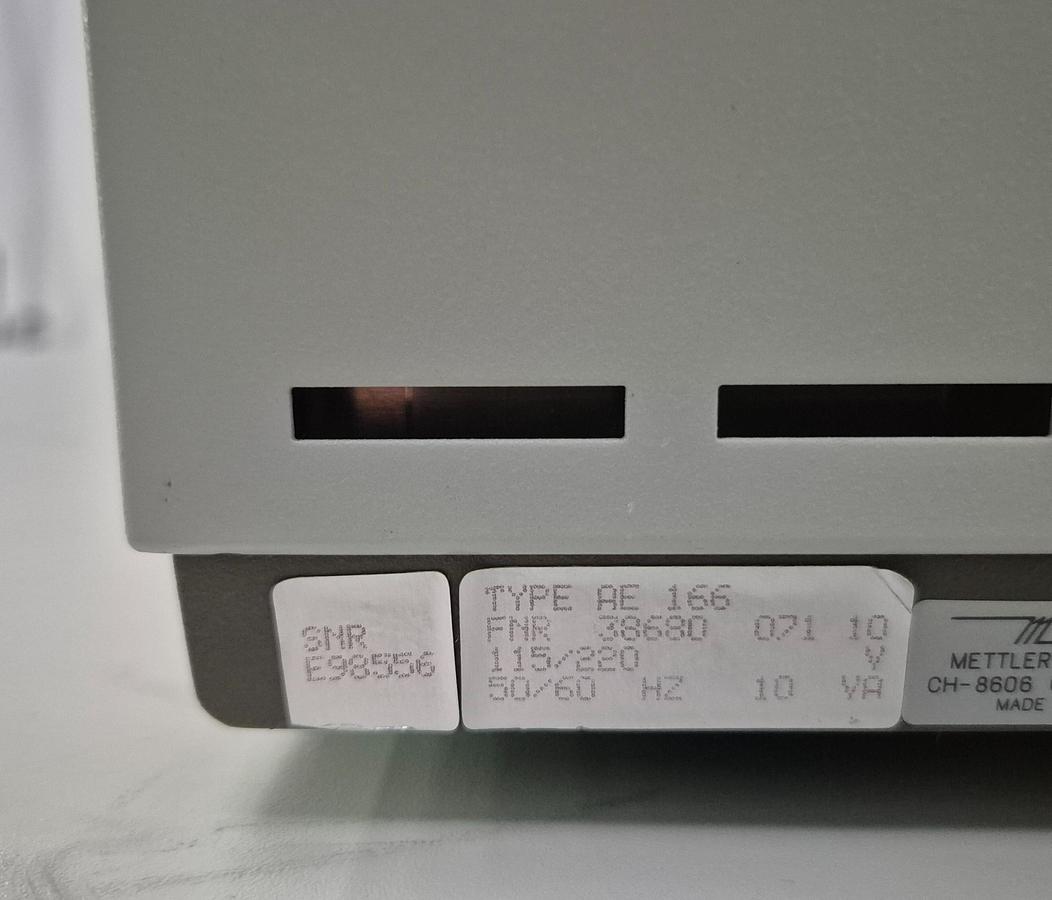 SNR
E98556
TYPE AE 166
FNR 38680 071 10
115/220 V
50/60 HZ 10 VA
METTLER
CH-8606
MADE